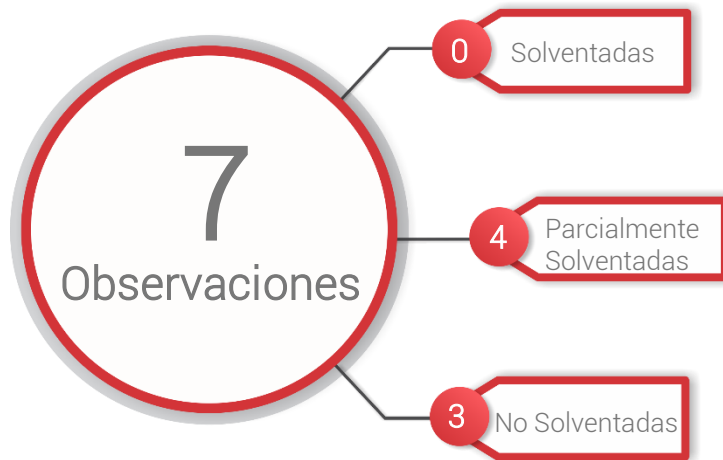 7
Observaciones
0
Solventadas
4
Parcialmente
Solventadas
3
No Solventadas